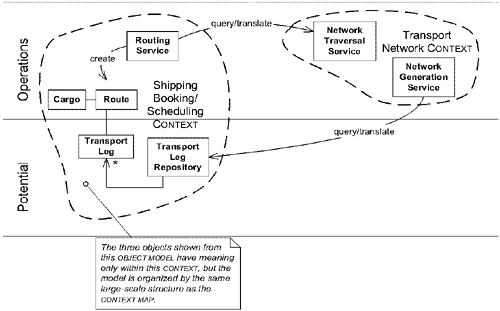 Operations
Potential
Routing
Service
query/translate
Network
Traversal
Service
Transport
Network CONTEXT
Network
Generation
Service
create
Cargo
Route
Shipping
Booking/
Scheduling
CONTEXT
query/translate
Transport
Leg
*
Transport
Leg
Repository
The three objects shown from
this OBJECT MODEL have meaning
only within this CONTEXT, but the
model is organized by the same
large-scale structure as the
CONTEXT MAP.